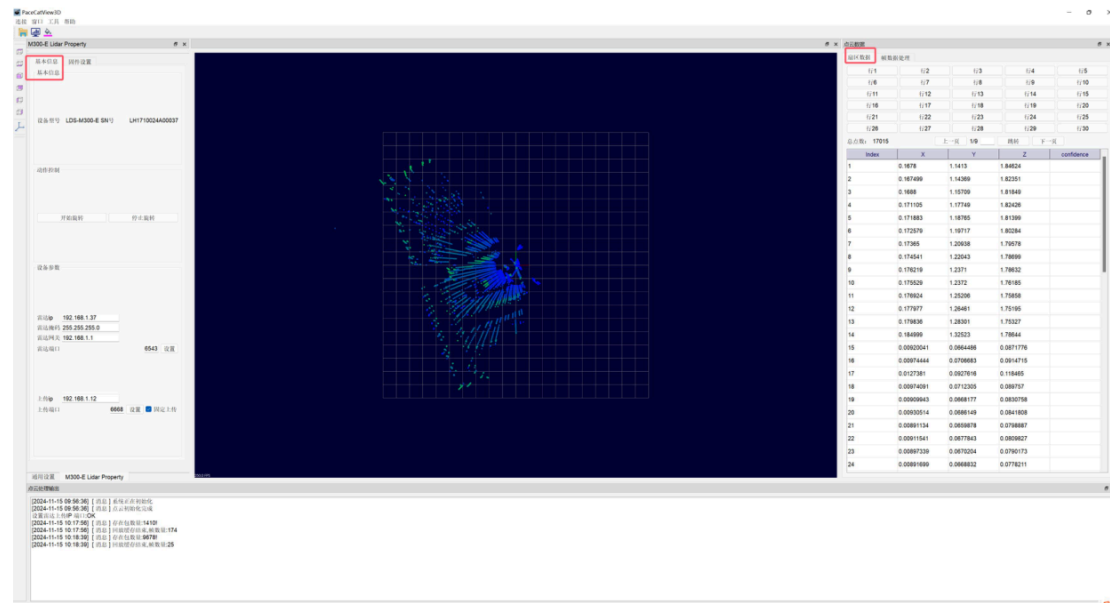 PaceCatView3D
连接 窗口 工具 帮助
M300-E Lidar Property
基本信息 固件设置
基本信息
设备型号 LDS-M300-E SN号 LH1710024A00037
动作控制
开始旋转 停止旋转
设备参数
雷达ip 192.168.1.37
雷达掩码 255.255.255.0
雷达网关 192.168.1.1
雷达端口 6543 设置
上传ip 192.168.1.12
上传端口 6668 设置 固定上传
通用设置 M300-E Lidar Property
点云数据
扇区数据 帧数据处理
行1 行2 行3 行4 行5
行6 行7 行8 行9 行10
行11 行12 行13 行14 行15
行16 行17 行18 行19 行20
行21 行22 行23 行24 行25
行26 行27 行28 行29 行30
总点数: 17015 上一页 1/9 跳转 下一页
Index X Y Z confidence
1 0.1678 1.1413 1.84624
2 0.167499 1.14369 1.82351
3 0.1688 1.15709 1.81849
4 0.171105 1.17749 1.82426
5 0.171883 1.18765 1.81399
6 0.172579 1.19717 1.80284
7 0.17365 1.20938 1.79578
8 0.174541 1.22043 1.78699
9 0.176219 1.2371 1.78632
10 0.175529 1.2372 1.76185
11 0.176924 1.25206 1.75858
12 0.177977 1.26461 1.75195
13 0.179836 1.28301 1.75327
14 0.184999 1.32523 1.78644
15 0.00920041 0.0664486 0.0871776
16 0.00974444 0.0706683 0.0914715
17 0.0127381 0.0927616 0.118465
18 0.00974091 0.0712305 0.089757
19 0.00909943 0.0668177 0.0830758
20 0.00930514 0.0686149 0.0841808
21 0.00891134 0.0659878 0.0798887
22 0.00911541 0.0677843 0.0809627
23 0.00897339 0.0670204 0.0790173
24 0.00891699 0.0668832 0.0778211
点云处理输出
[2024-11-15 09:56:36] [ 消息 ] 系统正在初始化
[2024-11-15 09:56:36] [ 消息 ] 点云初始化完成
设置雷达上传IP 端口:OK
[2024-11-15 10:17:56] [ 消息 ] 存在包数量:1410!
[2024-11-15 10:17:56] [ 消息 ] 回放缓存结束,帧数量:174
[2024-11-15 10:18:39] [ 消息 ] 存在包数量:9878!
[2024-11-15 10:18:39] [ 消息 ] 回放缓存结束,帧数量:25